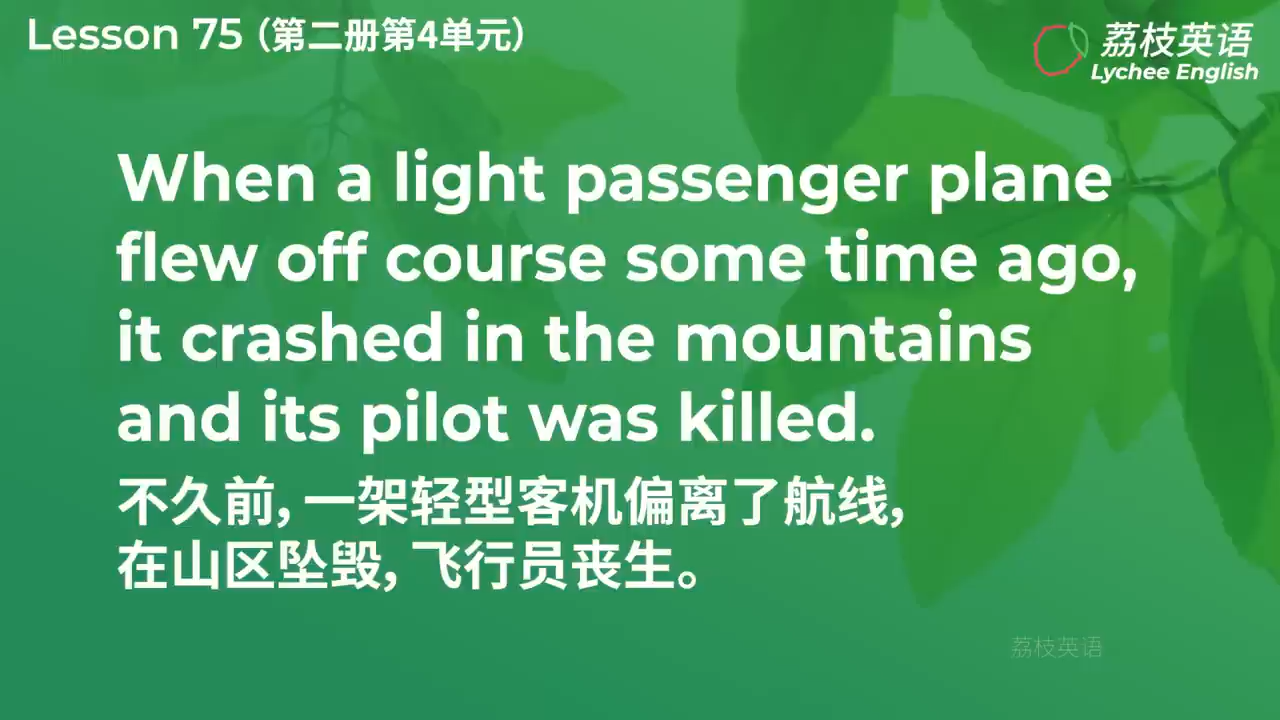 Lesson 75（第二册第4单元）
荔枝英语
Lychee English
When a light passenger plane
flew off course some time ago,
it crashed in the mountains
and its pilot was killed.
不久前, 一架轻型客机偏离了航线,
在山区坠毁, 飞行员丧生。
荔枝英语